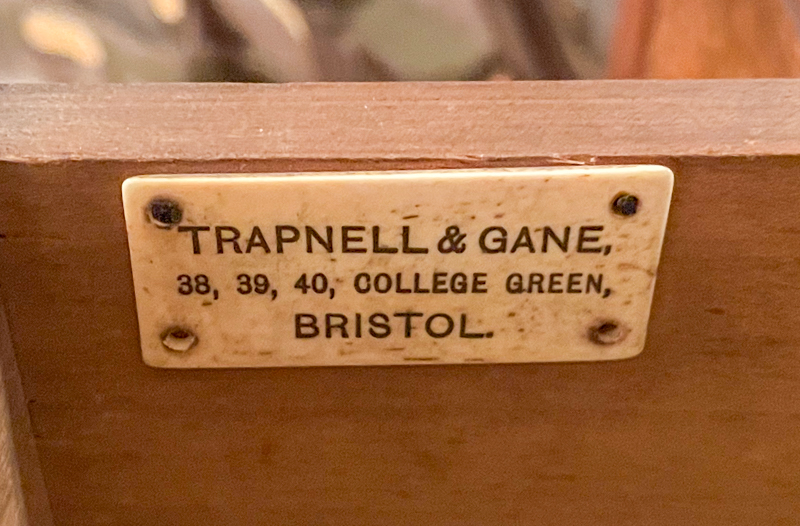 TRAPNELL & GANE,
38, 39, 40, COLLEGE GREEN,
BRISTOL.